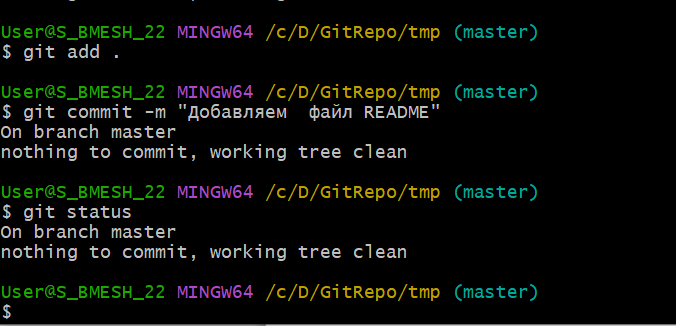 User@S_BMESH_22 MINGW64 /c/D/GitRepo/tmp (master)
$ git add .
User@S_BMESH_22 MINGW64 /c/D/GitRepo/tmp (master)
$ git commit -m "Добавляем  файл README"
On branch master
nothing to commit, working tree clean
User@S_BMESH_22 MINGW64 /c/D/GitRepo/tmp (master)
$ git status
On branch master
nothing to commit, working tree clean
User@S_BMESH_22 MINGW64 /c/D/GitRepo/tmp (master)
$